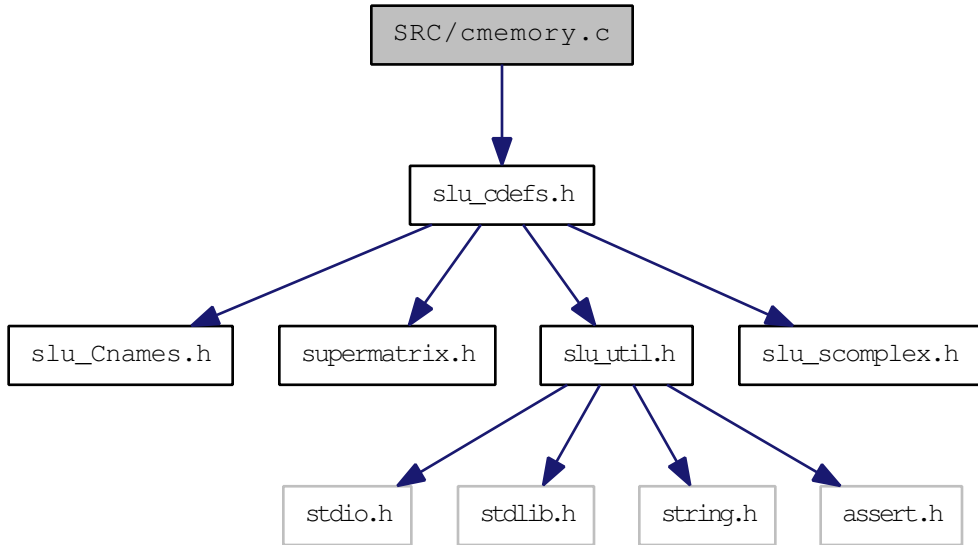 SRC/cmemory.c
slu_cdefs.h
slu_Cnames.h
supermatrix.h
slu_util.h
slu_scomplex.h
stdio.h
stdlib.h
string.h
assert.h